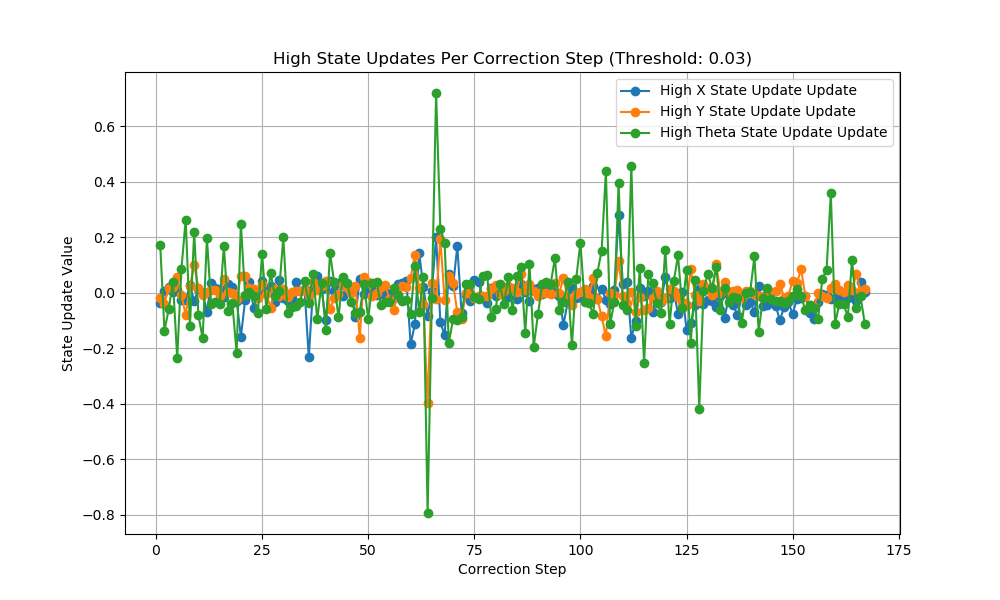 High State Updates Per Correction Step (Threshold: 0.03)
High X State Update Update
High Y State Update Update
High Theta State Update Update
State Update Value
0.6
0.4
0.2
0.0
−0.2
−0.4
−0.6
−0.8
0 25 50 75 100 125 150 175
Correction Step